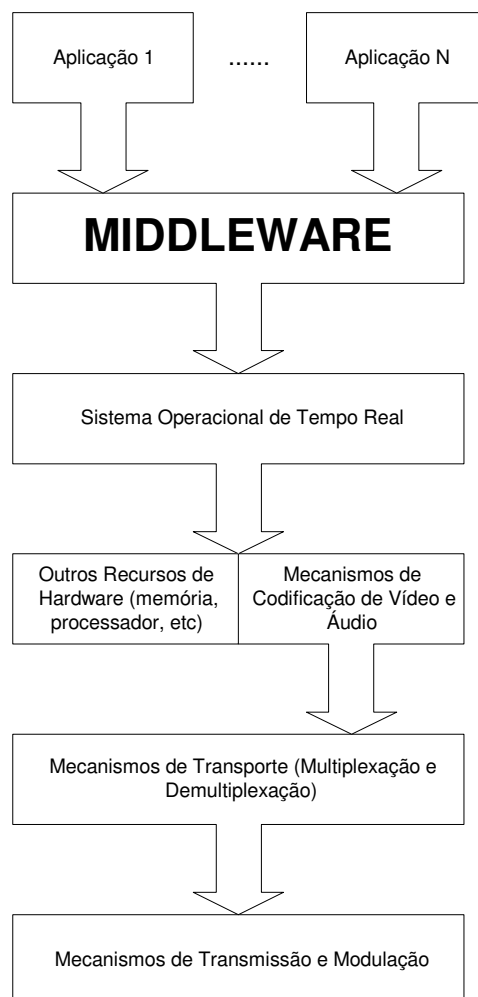 Aplicação 1
......
Aplicação N
MIDDLEWARE
Sistema Operacional de Tempo Real
Outros Recursos de
Hardware (memória,
processador, etc)
Mecanismos de
Codificação de Vídeo e
Áudio
Mecanismos de Transporte (Multiplexação e
Demultiplexação)
Mecanismos de Transmissão e Modulação